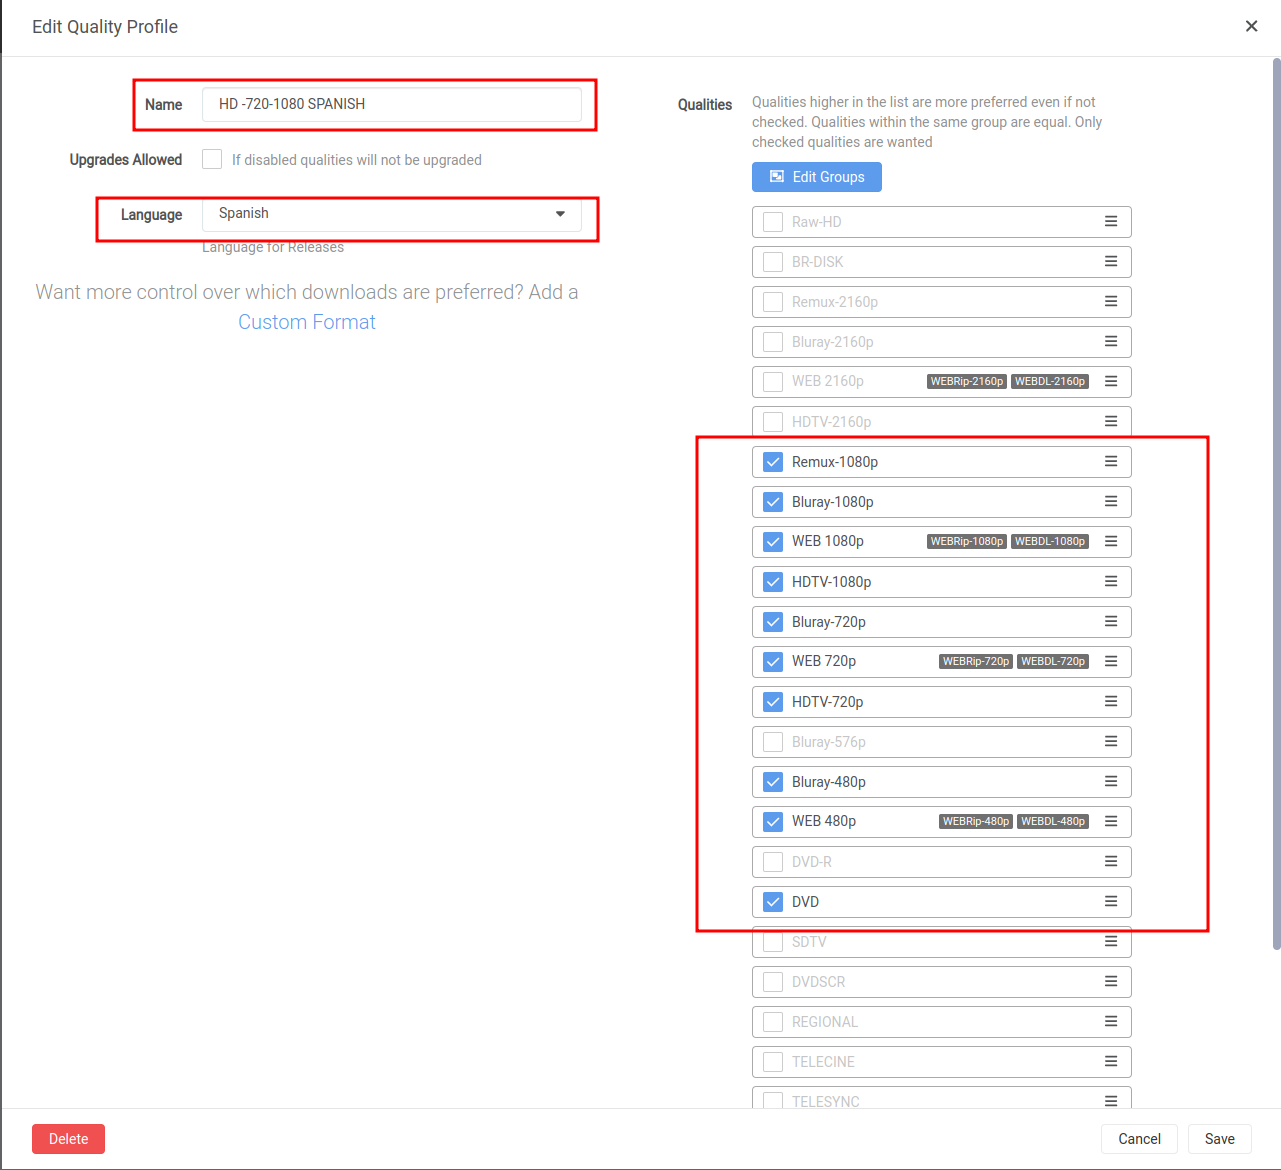 Edit Quality Profile
Name
HD -720-1080 SPANISH
Upgrades Allowed
If disabled qualities will not be upgraded
Language
Spanish
Language for Releases
Want more control over which downloads are preferred? Add a
Custom Format
Qualities
Qualities higher in the list are more preferred even if not
checked. Qualities within the same group are equal. Only
checked qualities are wanted
Edit Groups
Raw-HD
BR-DISK
Remux-2160p
Bluray-2160p
WEB 2160p WEBRip-2160p WEBDL-2160p
HDTV-2160p
Remux-1080p
Bluray-1080p
WEB 1080p WEBRip-1080p WEBDL-1080p
HDTV-1080p
Bluray-720p
WEB 720p WEBRip-720p WEBDL-720p
HDTV-720p
Bluray-576p
Bluray-480p
WEB 480p WEBRip-480p WEBDL-480p
DVD-R
DVD
SDTV
DVDSCR
REGIONAL
TELECINE
TELESYNC
Delete
Cancel
Save